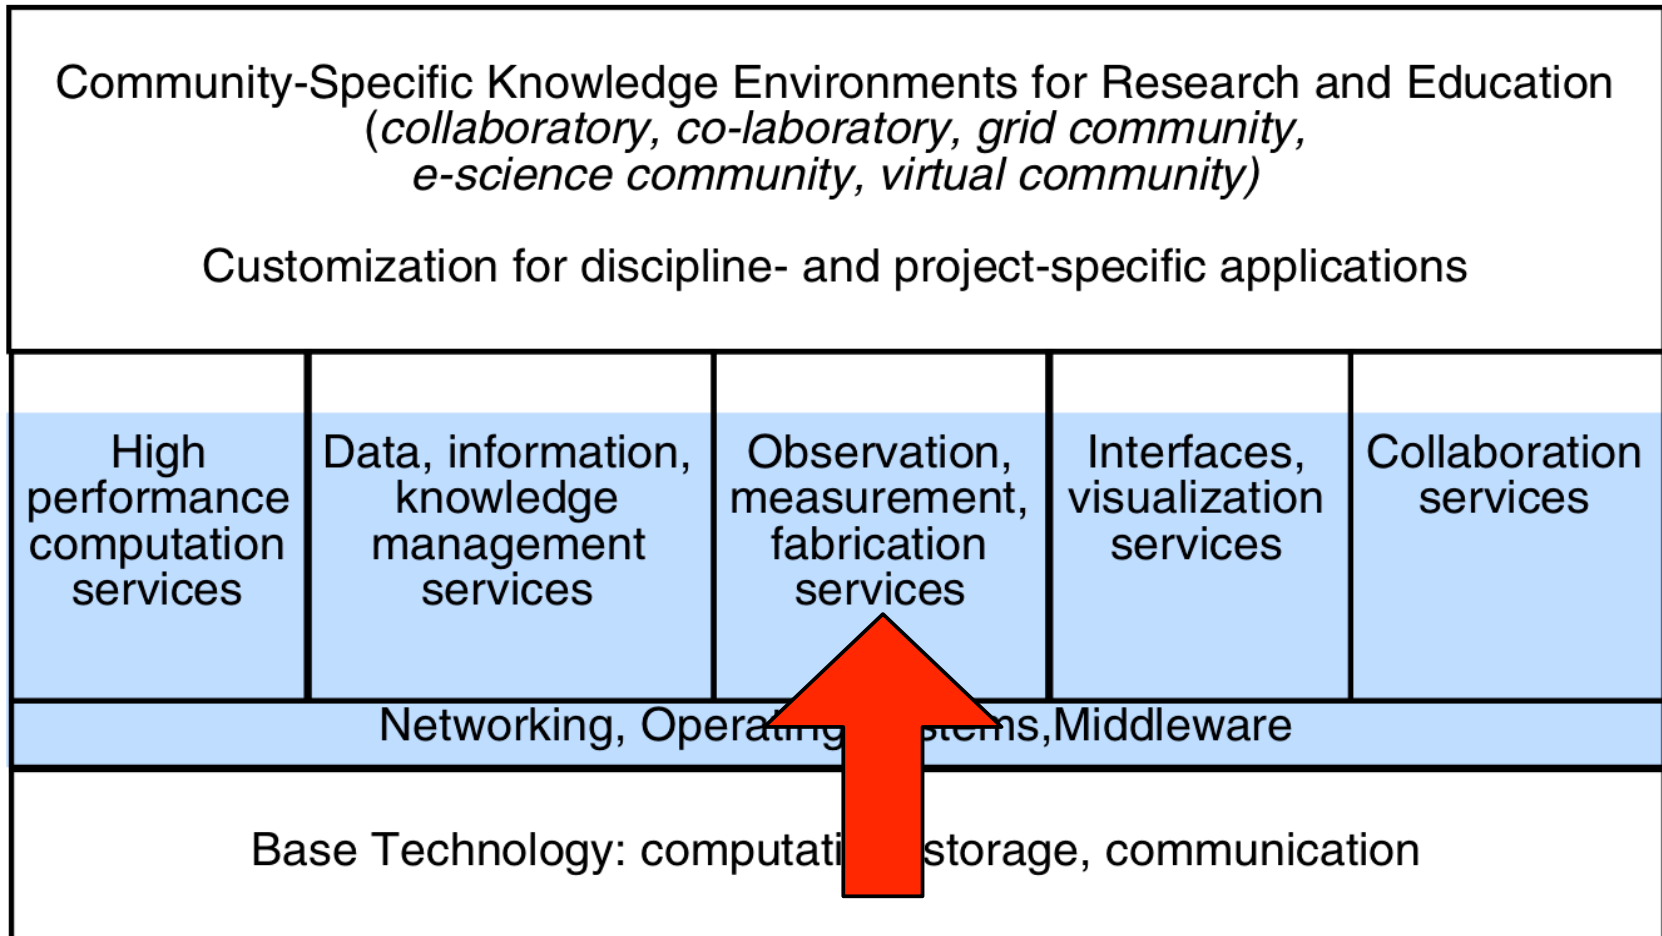 Community-Specific Knowledge Environments for Research and Education
(collaboratory, co-laboratory, grid community,
e-science community, virtual community)
Customization for discipline- and project-specific applications
High
performance
computation
services
Data, information,
knowledge
management
services
Observation,
measurement,
fabrication
services
Interfaces,
visualization
services
Collaboration
services
Networking, Operating stems,Middleware
Base Technology: computati storage, communication